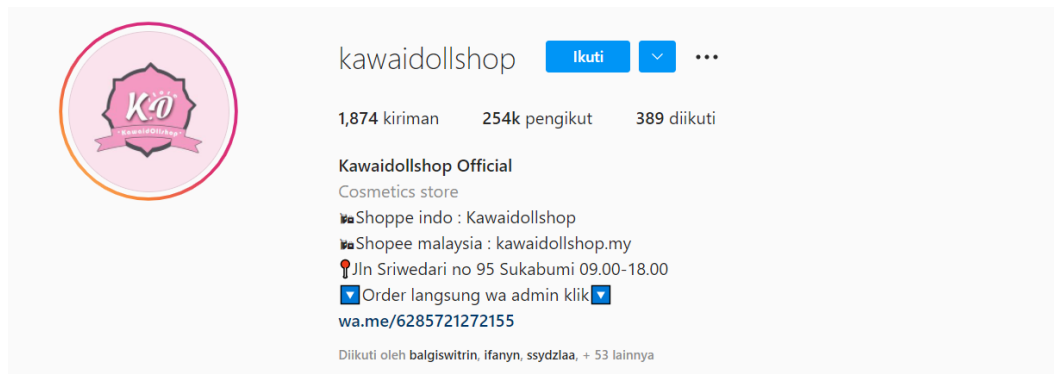 kawaidollshop Ikuti
1,874 kiriman 254k pengikut 389 diikuti
Kawaidollshop Official
Cosmetics store
Shoppe indo : Kawaidollshop
Shopee malaysia : kawaidollshop.my
Jln Sriwedari no 95 Sukabumi 09.00-18.00
Order langsung wa admin klik
wa.me/6285721272155
Diikuti oleh balgiswitrin, ifanyn, ssydzlaa, + 53 lainnya
K.D
"KawaidOllshop"